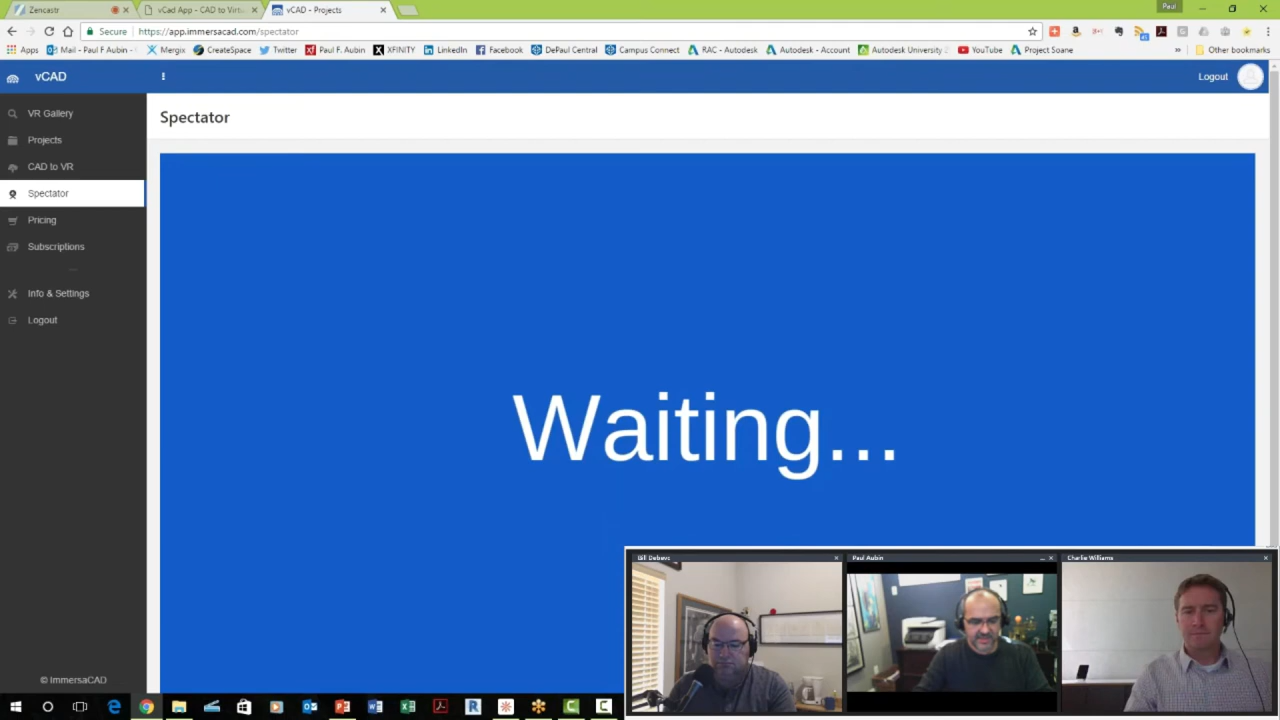 Zencastr
vCad App - CAD to Virtu
vCAD - Projects
Paul
Secure
https://app.immersacad.com/spectator
Apps
Mail - Paul F Aubin -
Mergix
CreateSpace
Twitter
Paul F. Aubin
XFINITY
LinkedIn
Facebook
DePaul Central
Campus Connect
RAC - Autodesk
Autodesk - Account
Autodesk University
YouTube
Project Soane
Other bookmarks
vCAD
Logout
VR Gallery
Projects
CAD to VR
Spectator
Pricing
Subscriptions
Info & Settings
Logout
© ImmersaCAD
Spectator
Waiting...
Paul Aubin
Charlie Williams